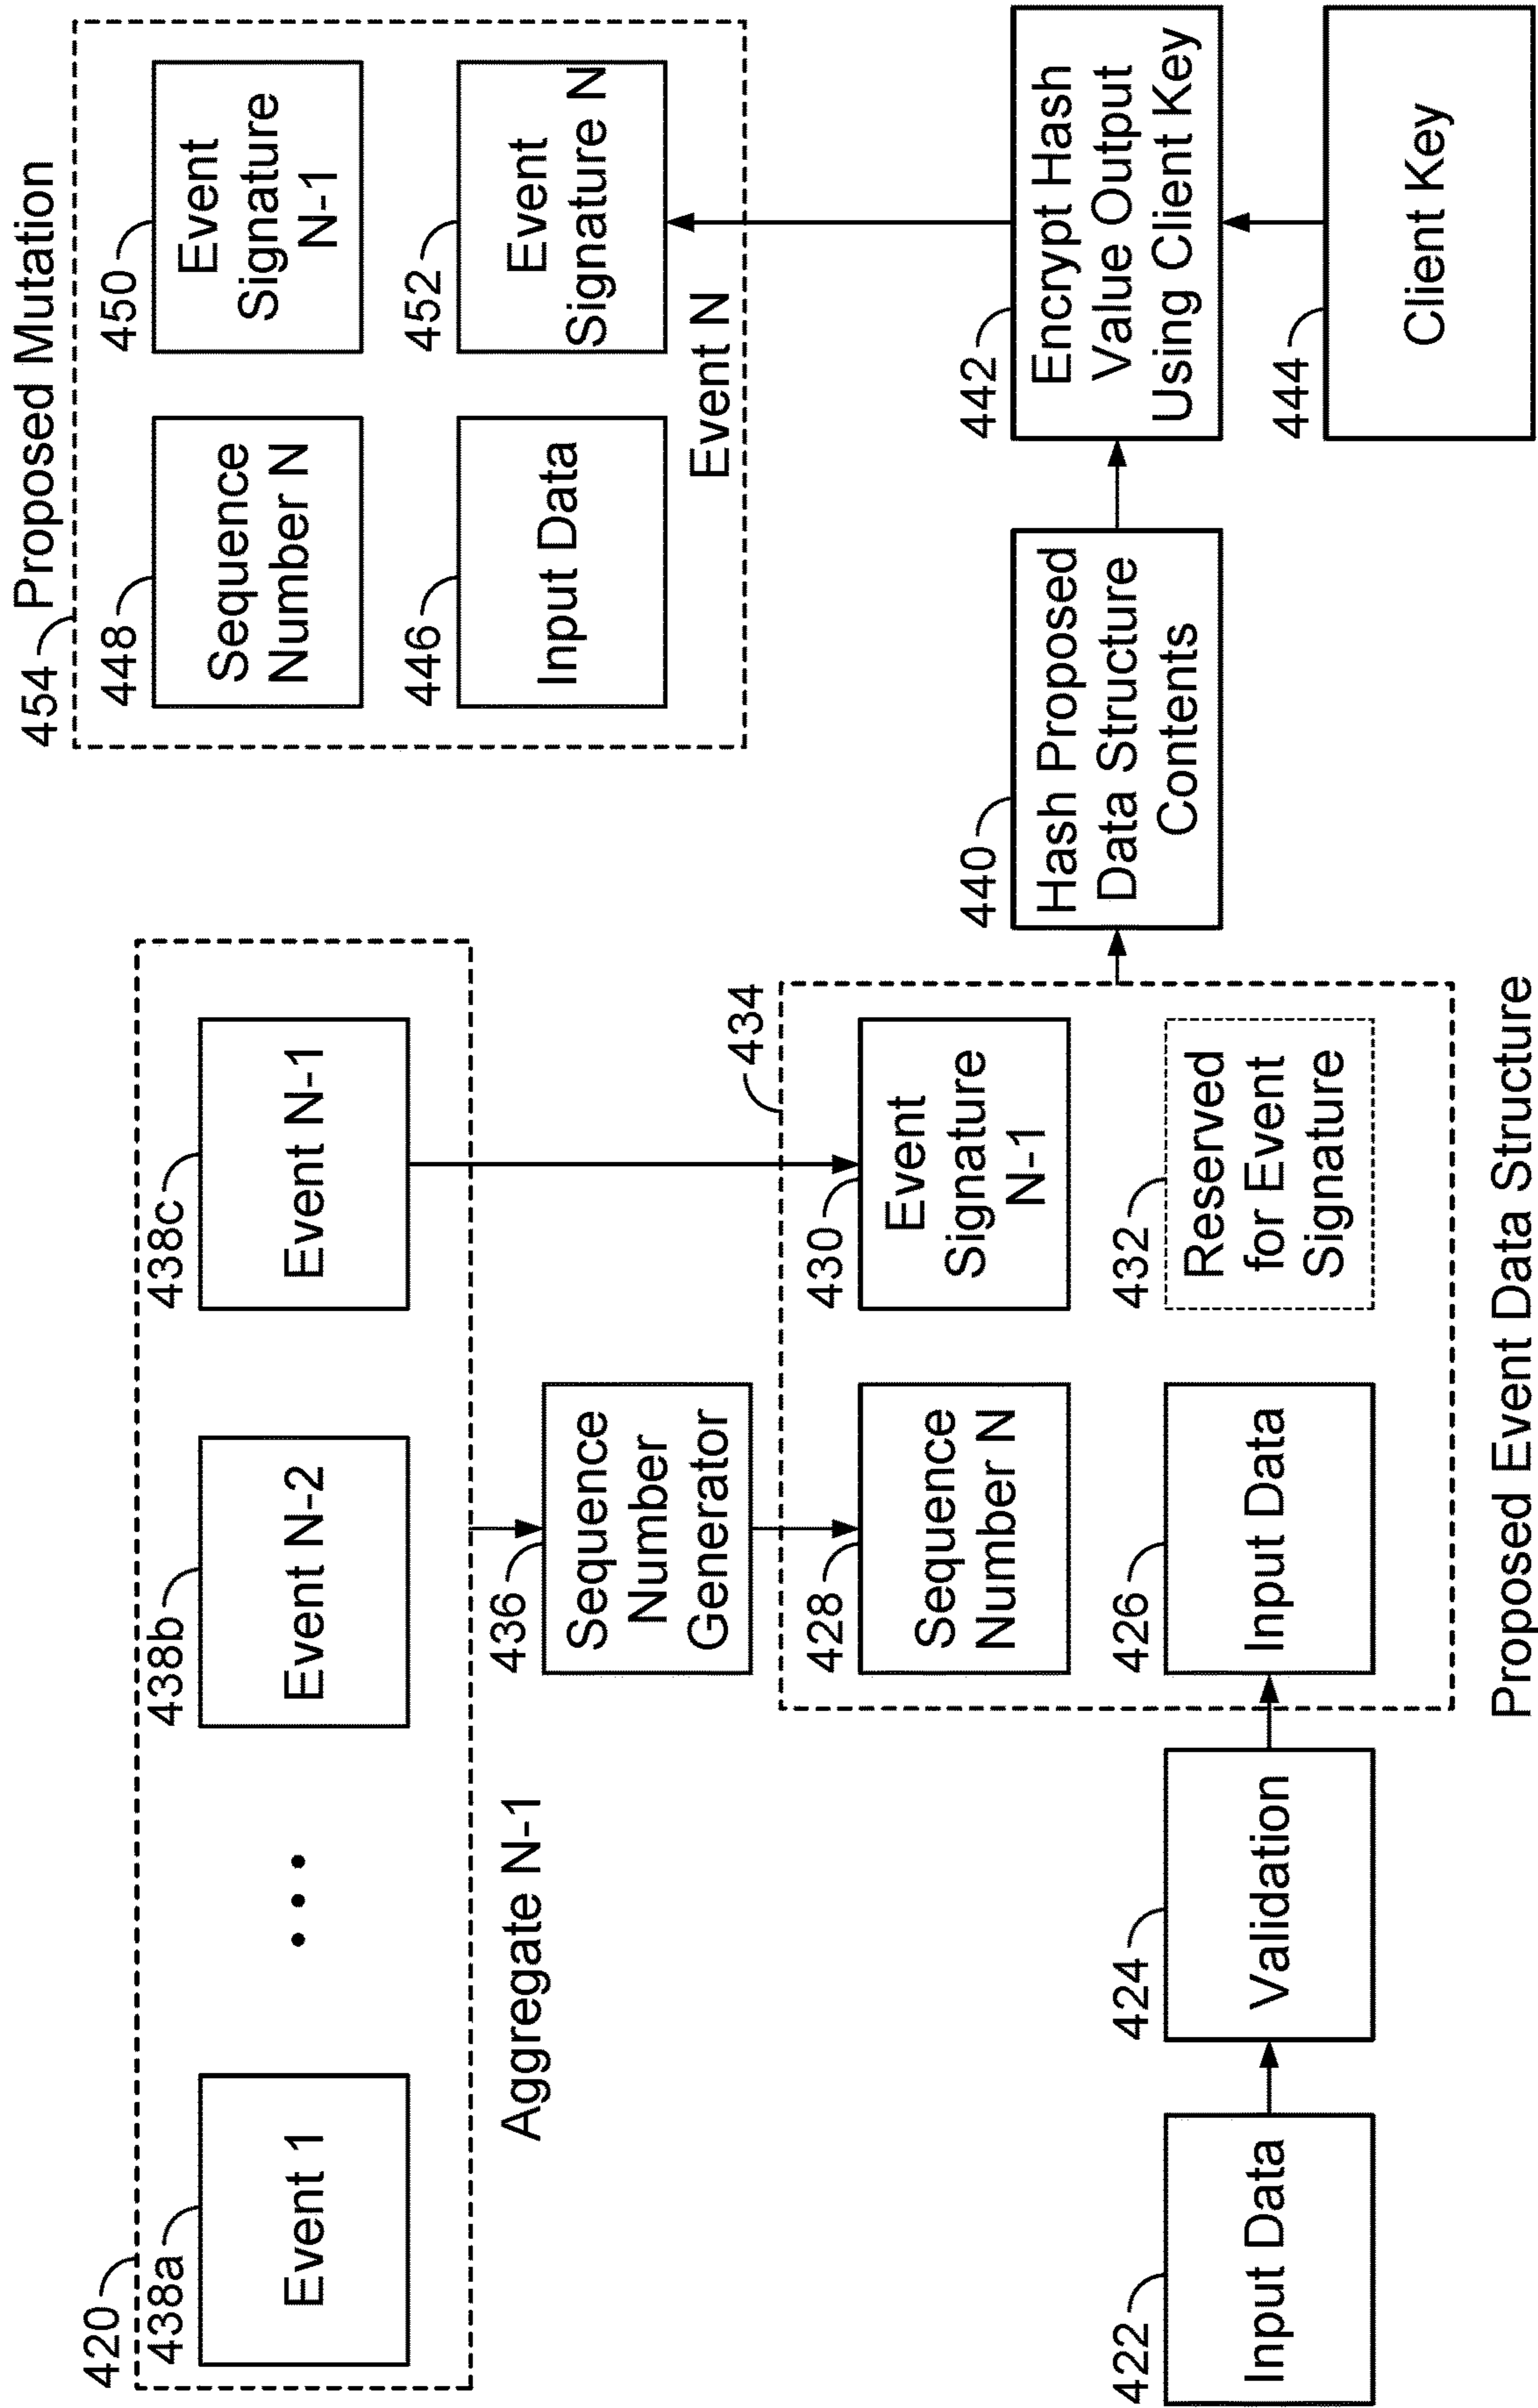 454
Proposed Mutation
448
Sequence
Number N
450
Event
Signature
N-1
446
Input Data
452
Event
Signature N
Event N
420
438a
Event 1
• • •
438b
Event N-2
438c
Event N-1
Aggregate N-1
436
Sequence
Number
Generator
434
428
Sequence
Number N
430
Event
Signature
N-1
422
Input Data
424
Validation
426
Input Data
432
Reserved
for Event
Signature
Proposed Event Data Structure
440
Hash Proposed
Data Structure
Contents
442
Encrypt Hash
Value Output
Using Client Key
444
Client Key